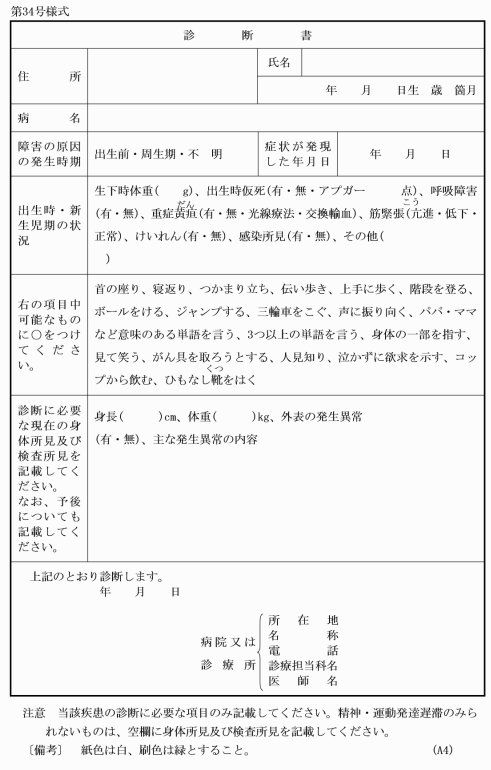 第34号様式
診断書
住所
氏名
年　月　日生　歳　箇月
病名
障害の原因
の発生時期
出生前・周生期・不　明
症状が発現
した年月日
年　月　日
出生時・新
生児期の状
況
生下時体重(　　g)、出生時仮死(有・無・アプガー　　　点)、呼吸障害
(有・無)、重症黄疸(有・無・光線療法・交換輸血)、筋緊張(亢進・低下・
だん
こう
正常)、けいれん(有・無)、感染所見(有・無)、その他(
)
右の項目中
可能なもの
に○をつけ
てくださ
い。
首の座り、寝返り、つかまり立ち、伝い歩き、上手に歩く、階段を登る、
ボールをける、ジャンプする、三輪車をこぐ、声に振り向く、パパ・ママ
など意味のある単語を言う、3つ以上の単語を言う、身体の一部を指す、
見て笑う、がん具を取ろうとする、人見知り、泣かずに欲求を示す、コッ
プから飲む、ひもなし靴をはく
くつ
診断に必要
な現在の身
体所見及び
検査所見を
記載してく
ださい。
なお、予後
についても
記載してく
ださい。
身長(　　　)cm、体重(　　　)kg、外表の発生異常
(有・無)、主な発生異常の内容
上記のとおり診断します。
年　月　日
病院又は
診療所
所在地
名称
電話
診療担当科名
医師名
注意　当該疾患の診断に必要な項目のみ記載してください。精神・運動発達遅滞のみら
れないものは、空欄に身体所見及び検査所見を記載してください。
〔備考〕　紙色は白、刷色は緑とすること。　(A4)